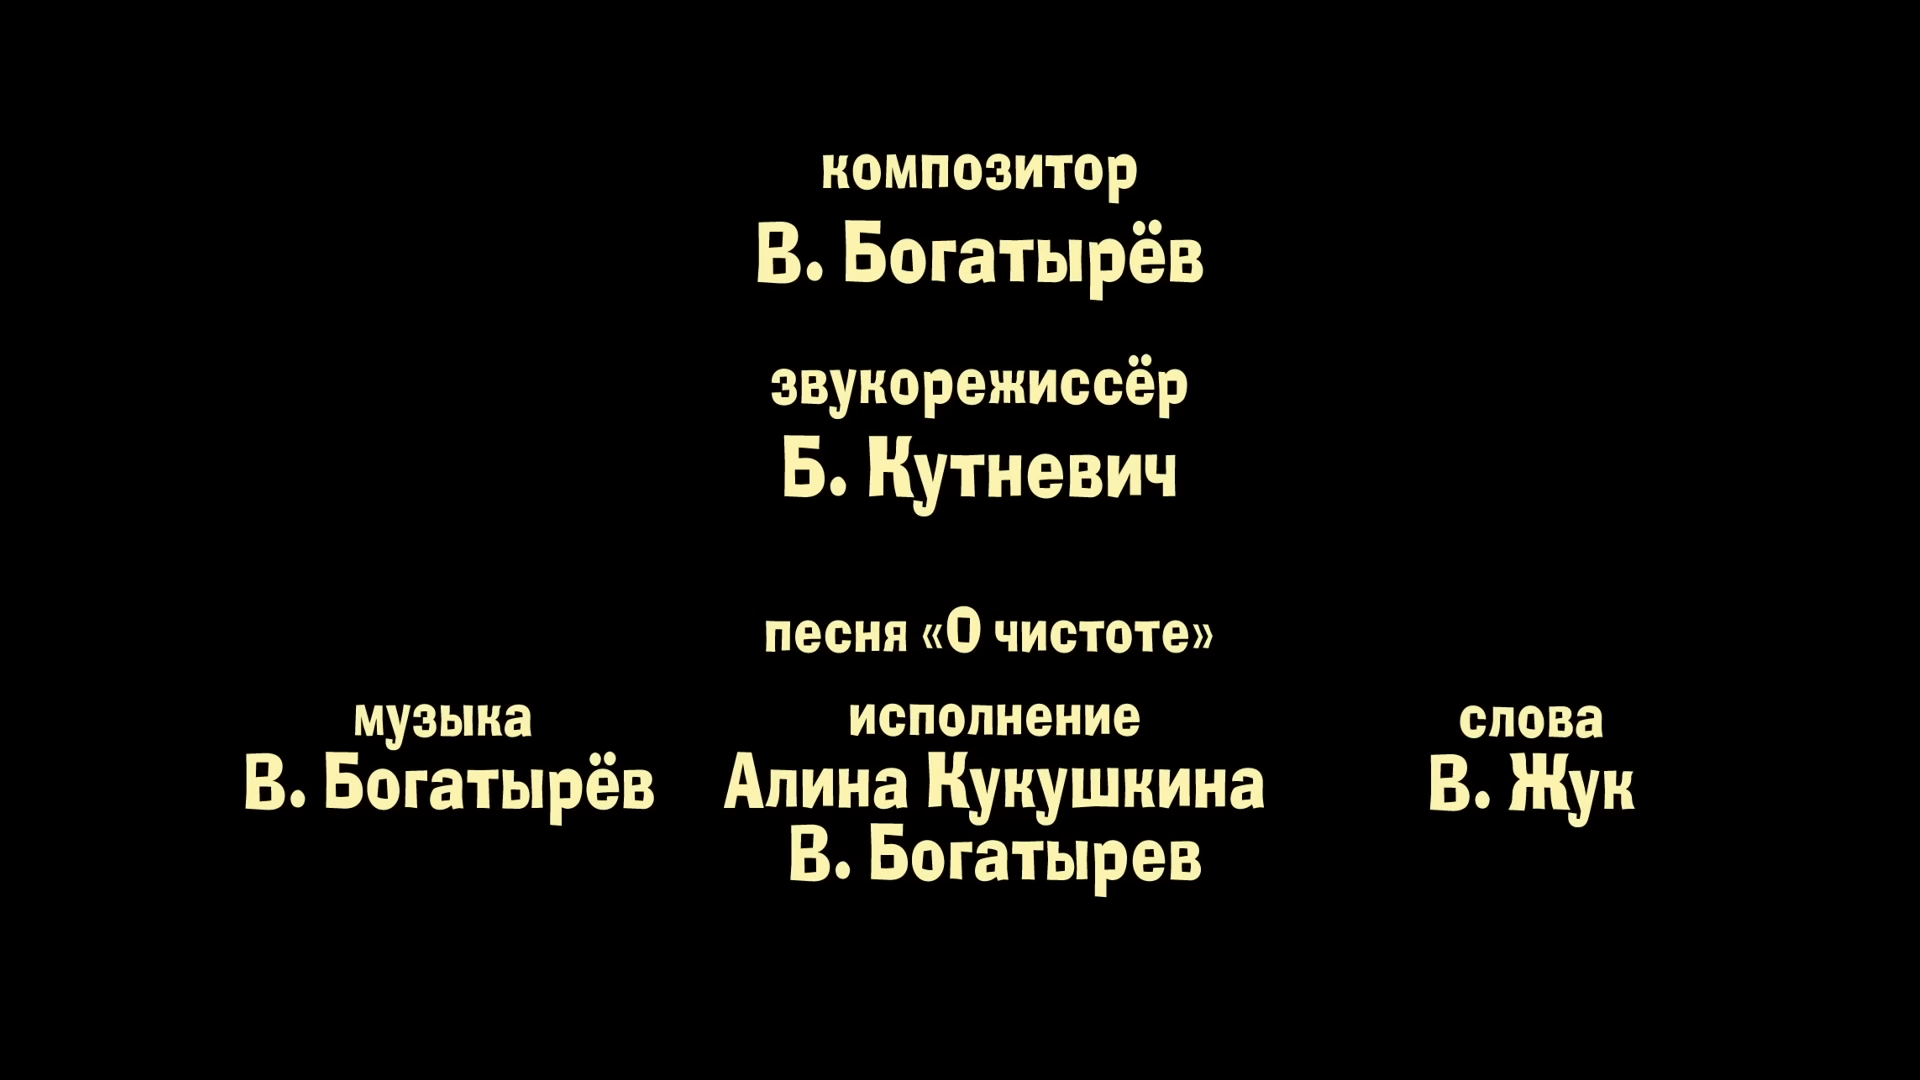 композитор
В. Богатырёв
звукорежиссёр
Б. Кутневич
песня «О чистоте»
музыка
В. Богатырёв
исполнение
Алина Кукушкина
В. Богатырев
слова
В. Жук